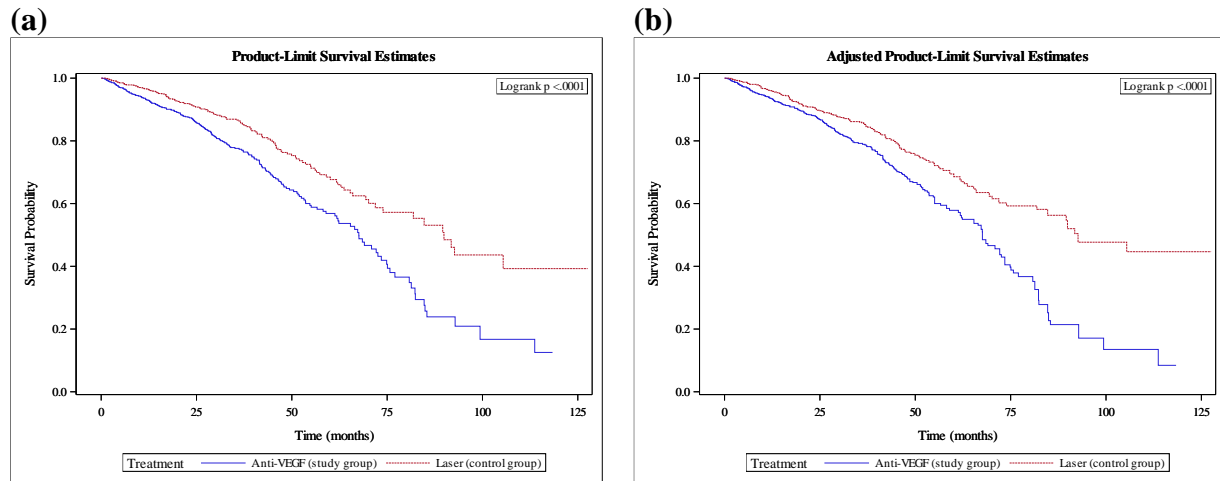 (a)
Product-Limit Survival Estimates
Logrank p <.0001
Survival Probability
1.0
0.8
0.6
0.4
0.2
0.0
0 25 50 75 100 125
Time (months)
Treatment Anti-VEGF (study group) Laser (control group)
(b)
Adjusted Product-Limit Survival Estimates
Logrank p <.0001
Survival Probability
1.0
0.8
0.6
0.4
0.2
0.0
0 25 50 75 100 125
Time (months)
Treatment Anti-VEGF (study group) Laser (control group)